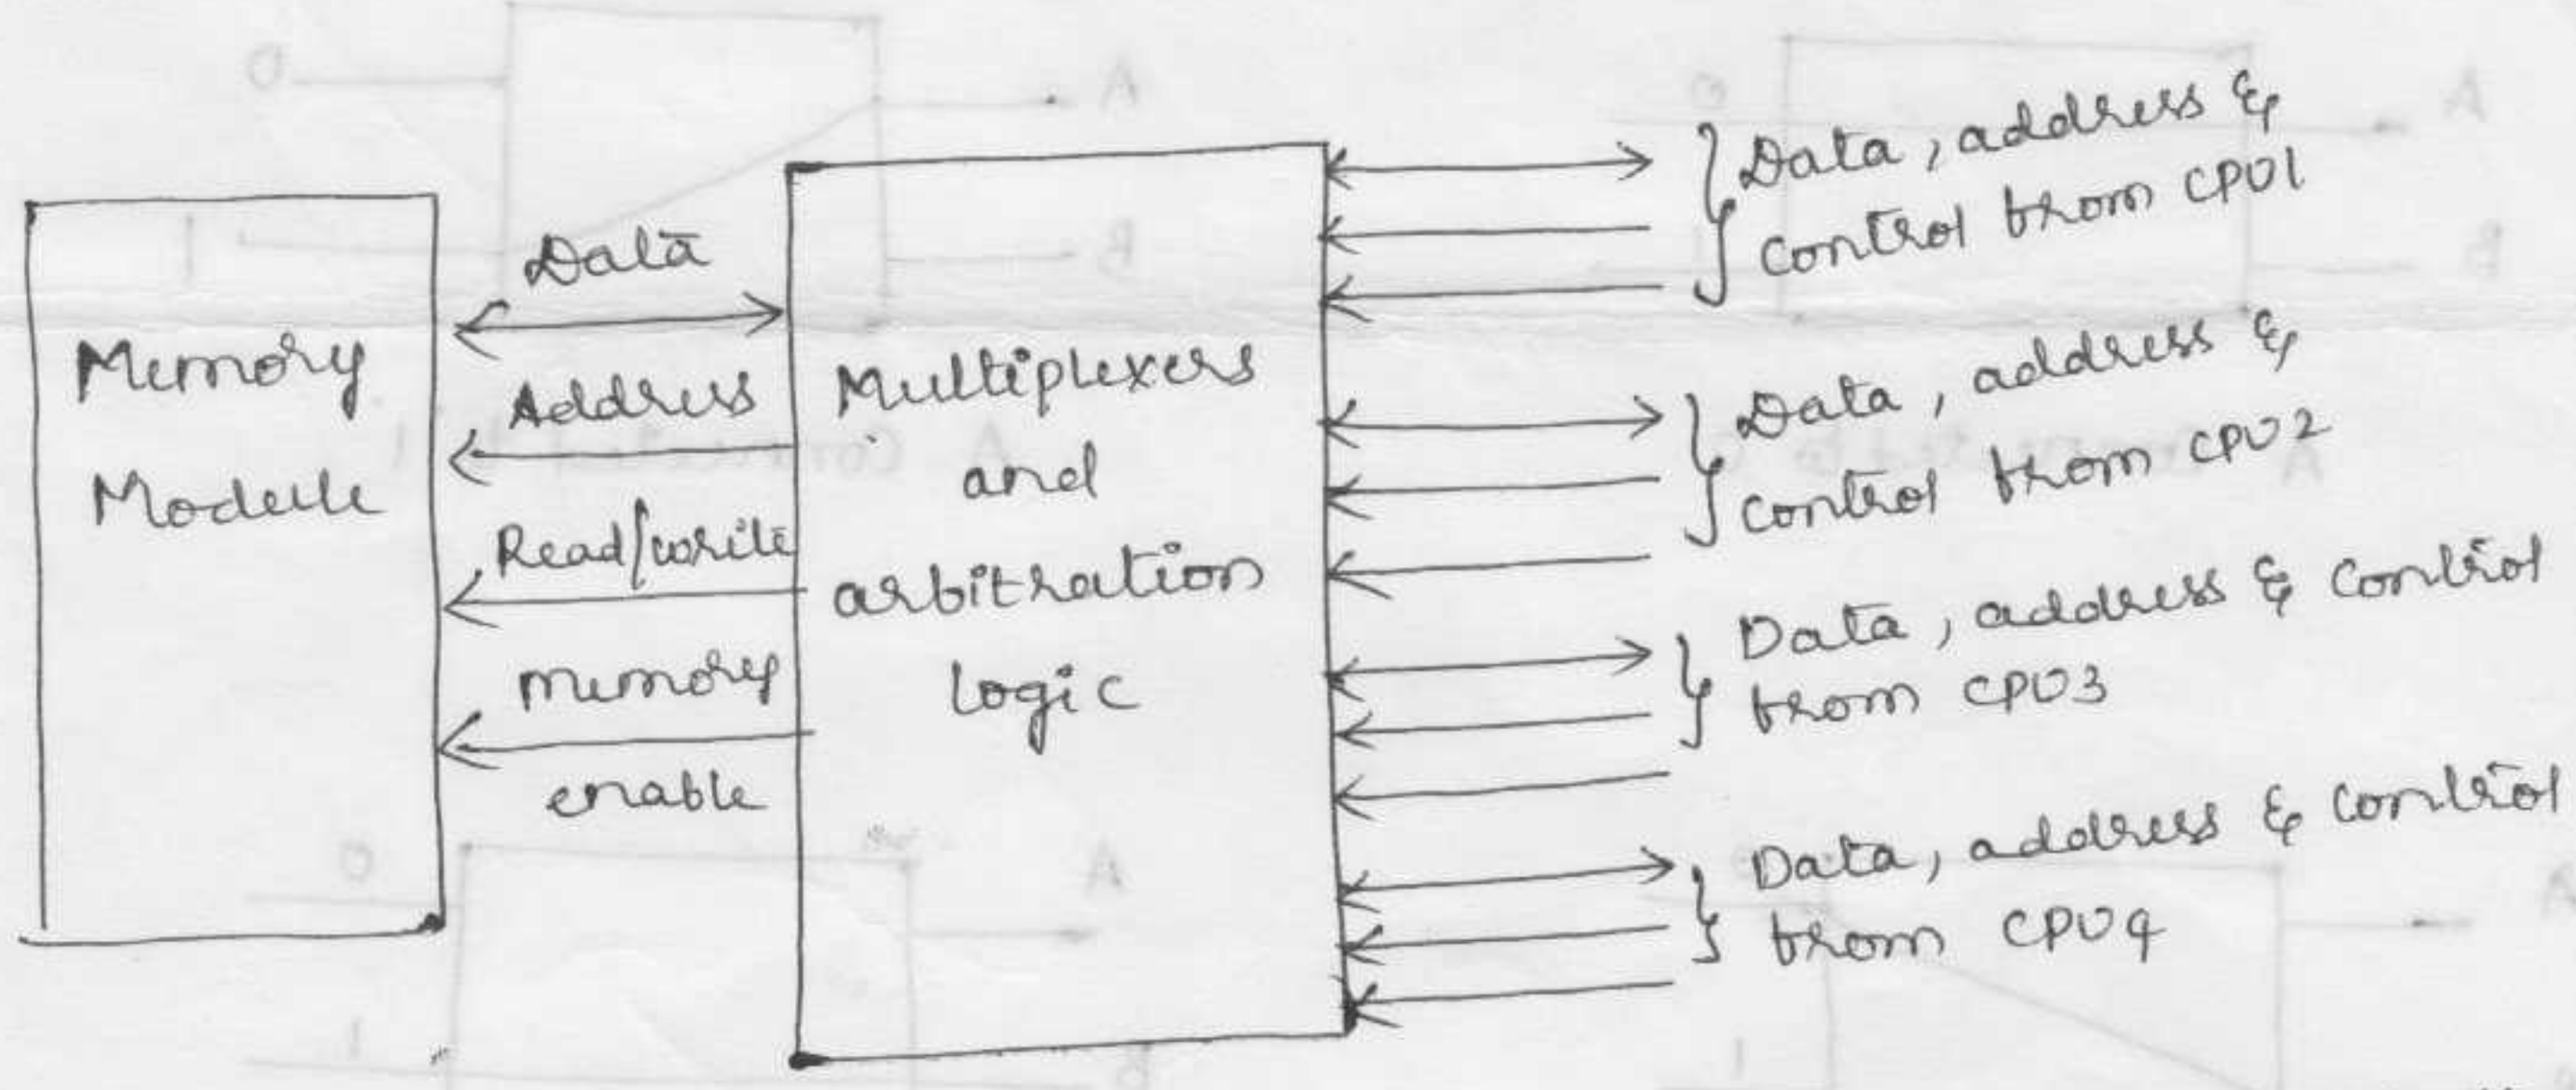 Memory
Module
Data
Address
Read/write
memory
enable
Multiplexers
and
arbitration
logic
Data, address &
control from CPU1
Data, address &
control from CPU2
Data, address & control
from CPU3
Data, address & control
from CPU4